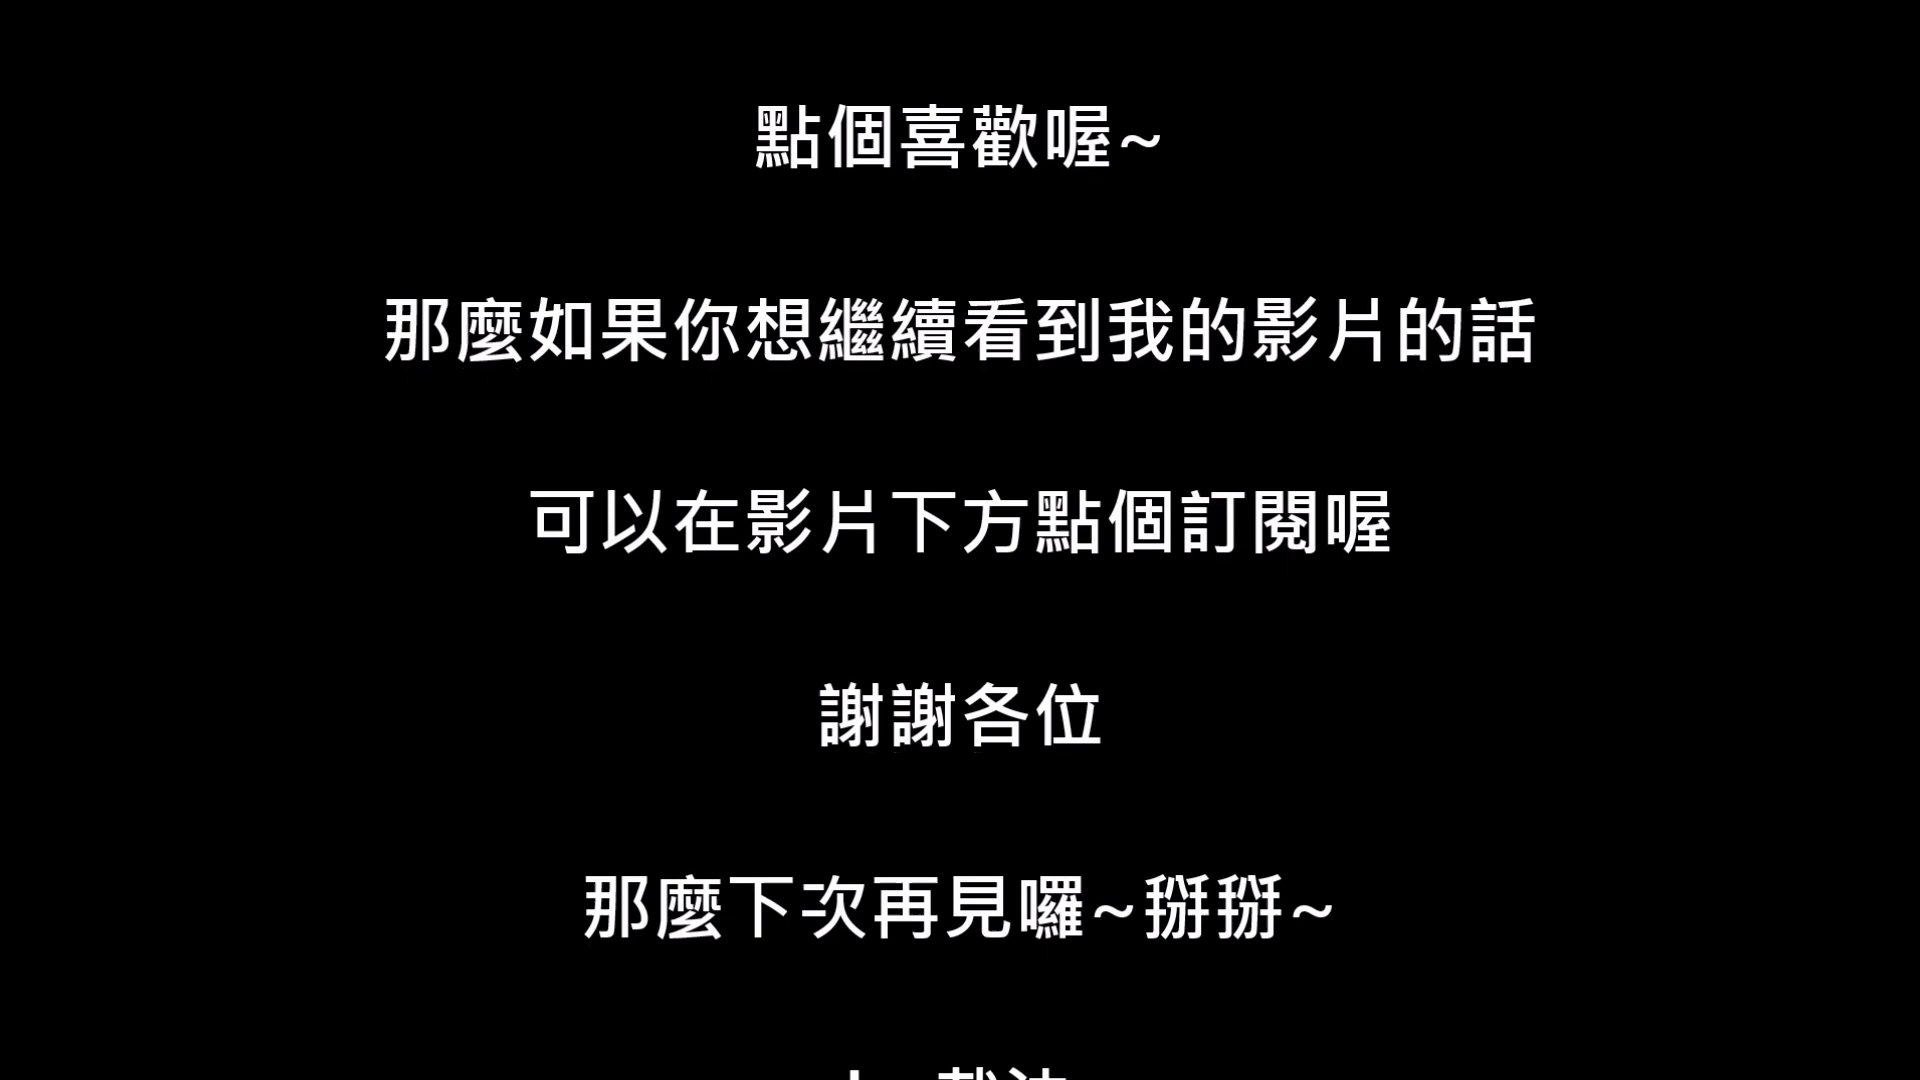 點個喜歡喔~
那麼如果你想繼續看到我的影片的話
可以在影片下方點個訂閱喔
謝謝各位
那麼下次再見囉~掰掰~